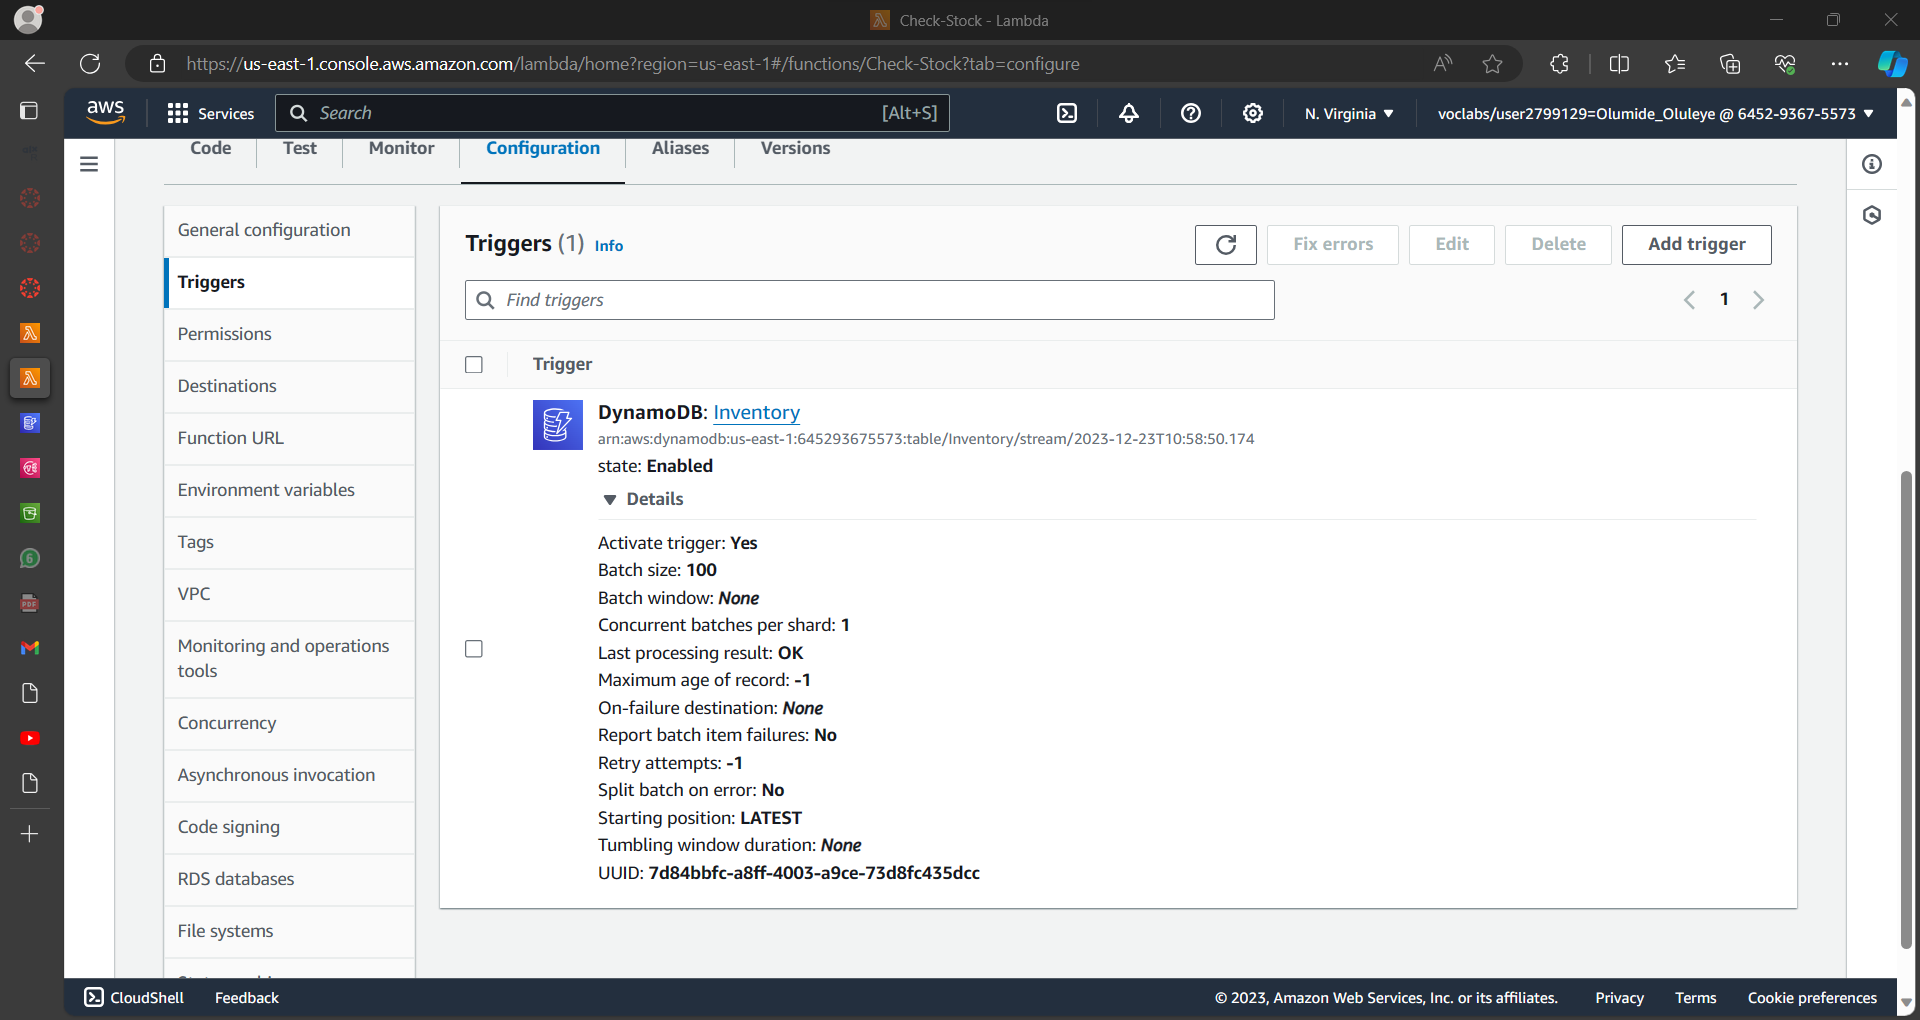 Check-Stock - Lambda
https://us-east-1.console.aws.amazon.com/lambda/home?region=us-east-1#/functions/Check-Stock?tab=configure
aws
Services
Search
[Alt+S]
N. Virginia
voclabs/user2799129=Olumide_Oluleye @ 6452-9367-5573
Code
Test
Monitor
Configuration
Aliases
Versions
General configuration
Triggers
Permissions
Destinations
Function URL
Environment variables
Tags
VPC
Monitoring and operations
tools
Concurrency
Asynchronous invocation
Code signing
RDS databases
File systems
Triggers (1) Info
Fix errors
Edit
Delete
Add trigger
Find triggers
1
Trigger
DynamoDB: Inventory
arn:aws:dynamodb:us-east-1:645293675573:table/Inventory/stream/2023-12-23T10:58:50.174
state: Enabled
Details
Activate trigger: Yes
Batch size: 100
Batch window: None
Concurrent batches per shard: 1
Last processing result: OK
Maximum age of record: -1
On-failure destination: None
Report batch item failures: No
Retry attempts: -1
Split batch on error: No
Starting position: LATEST
Tumbling window duration: None
UUID: 7d84bbfc-a8ff-4003-a9ce-73d8fc435dcc
6
PDF
CloudShell
Feedback
© 2023, Amazon Web Services, Inc. or its affiliates.
Privacy
Terms
Cookie preferences